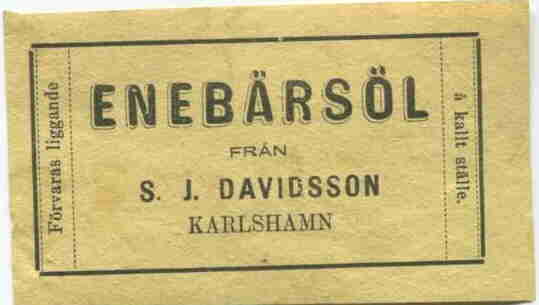 Förvaras liggande
ENEBÄRSÖL
FRÅN
S. J. DAVIDSSON
KARLSHAMN
å kallt ställe.